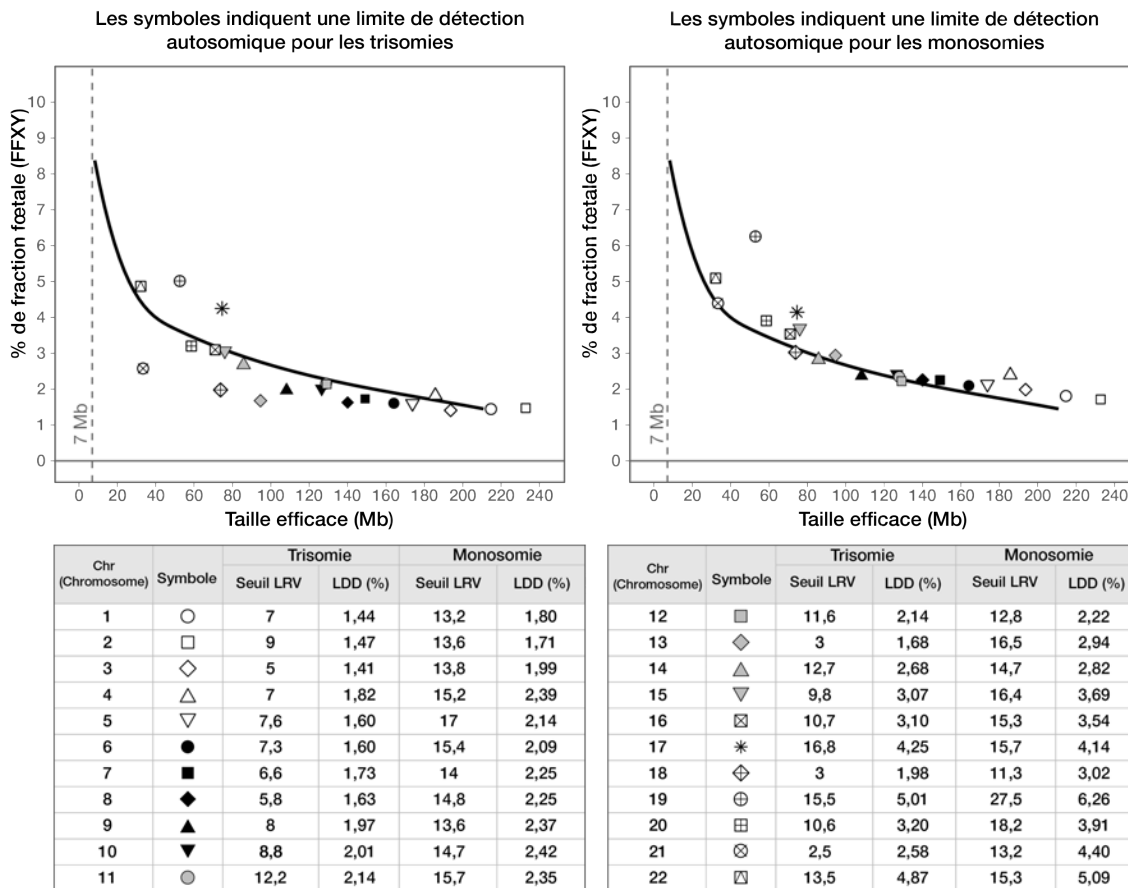 Les symboles indiquent une limite de détection
autosomique pour les trisomies
% de fraction fœtale (FFXY)
10
9
8
7
6
5
4
3
2
1
0
7 Mb
0 20 40 60 80 100 120 140 160 180 200 220 240
Taille efficace (Mb)
Les symboles indiquent une limite de détection
autosomique pour les monosomies
% de fraction fœtale (FFXY)
10
9
8
7
6
5
4
3
2
1
0
7 Mb
0 20 40 60 80 100 120 140 160 180 200 220 240
Taille efficace (Mb)
Chr (Chromosome) Symbole Trisomie Monosomie
Seuil LRV LDD (%) Seuil LRV LDD (%)
1 7 1,44 13,2 1,80
2 9 1,47 13,6 1,71
3 5 1,41 13,8 1,99
4 7 1,82 15,2 2,39
5 7,6 1,60 17 2,14
6 7,3 1,60 15,4 2,09
7 6,6 1,73 14 2,25
8 5,8 1,63 14,8 2,25
9 8 1,97 13,6 2,37
10 8,8 2,01 14,7 2,42
11 12,2 2,14 15,7 2,35
Chr (Chromosome) Symbole Trisomie Monosomie
Seuil LRV LDD (%) Seuil LRV LDD (%)
12 11,6 2,14 12,8 2,22
13 3 1,68 16,5 2,94
14 12,7 2,68 14,7 2,82
15 9,8 3,07 16,4 3,69
16 10,7 3,10 15,3 3,54
17 16,8 4,25 15,7 4,14
18 3 1,98 11,3 3,02
19 15,5 5,01 27,5 6,26
20 10,6 3,20 18,2 3,91
21 2,5 2,58 13,2 4,40
22 13,5 4,87 15,3 5,09